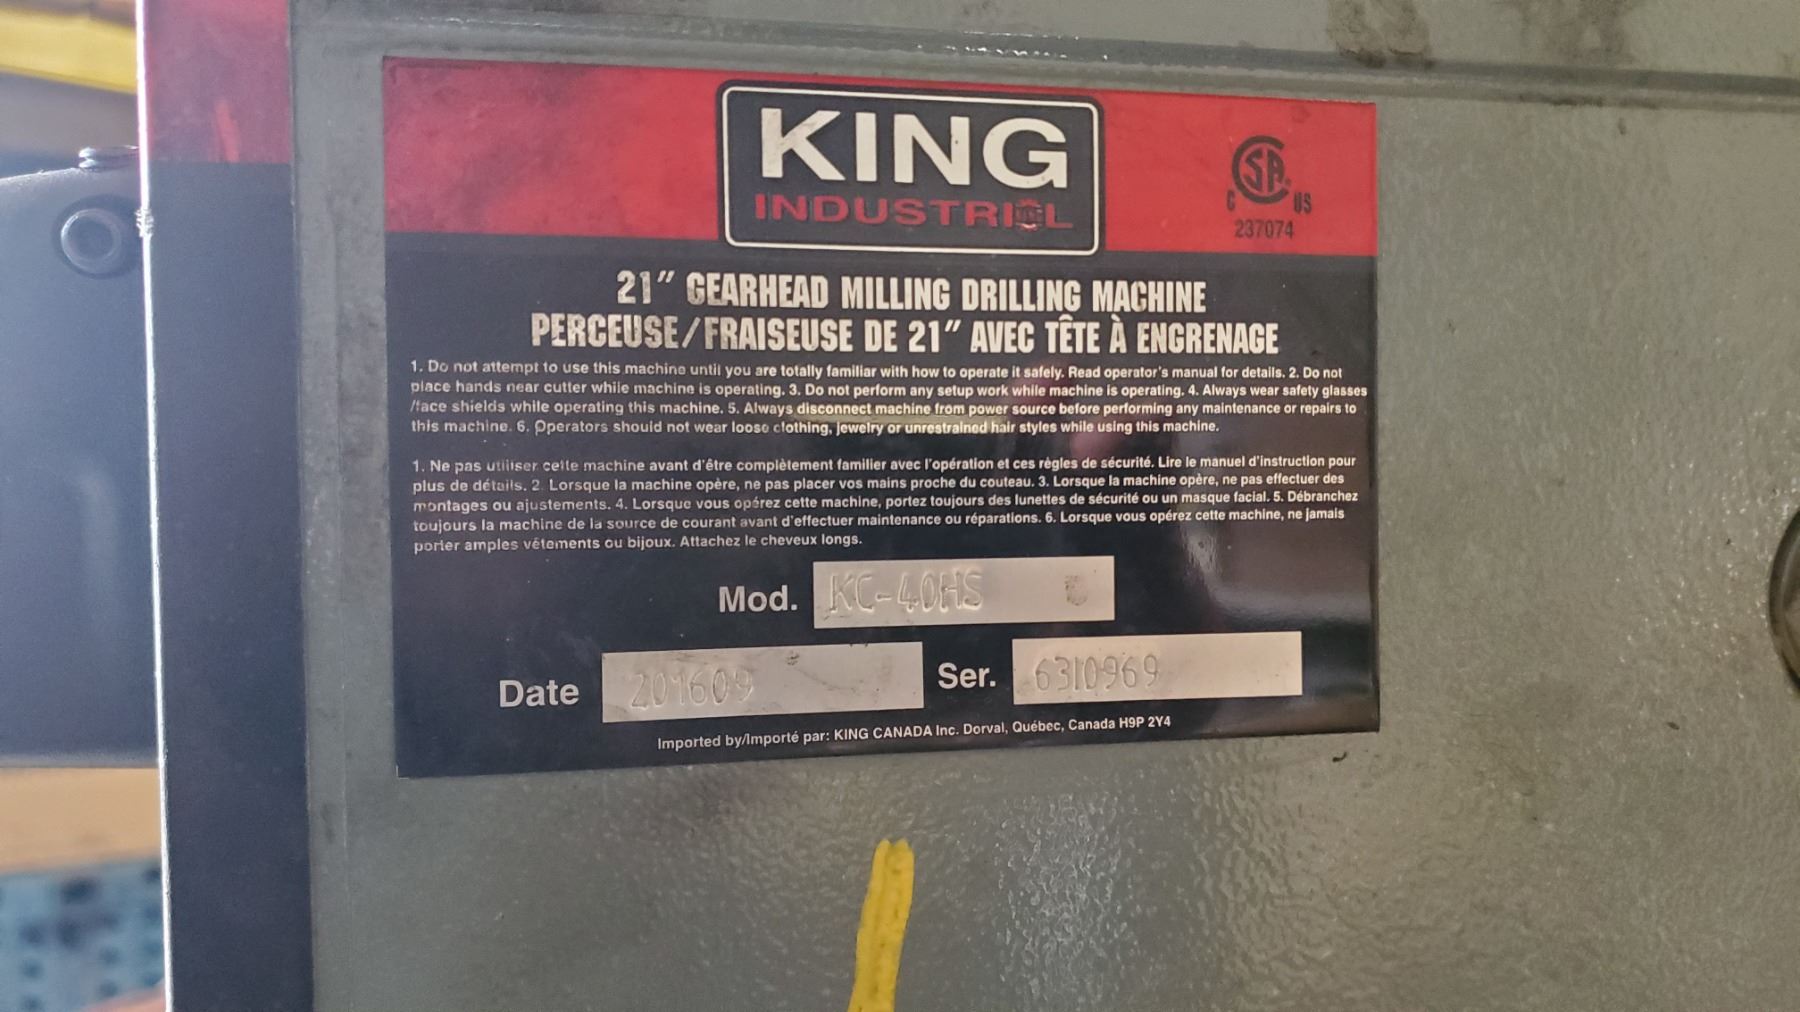 KING
INDUSTRIAL
CSA
C US
237074
21" GEARHEAD MILLING DRILLING MACHINE
PERCEUSE/FRAISEUSE DE 21" AVEC TÊTE À ENGRENAGE
1. Do not attempt to use this machine until you are totally familiar with how to operate it safely. Read operator's manual for details. 2. Do not
place hands near cutter while machine is operating. 3. Do not perform any setup work while machine is operating. 4. Always wear safety glasses
/face shields while operating this machine. 5. Always disconnect machine from power source before performing any maintenance or repairs to
this machine. 6. Operators should not wear loose clothing, jewelry or unrestrained hair styles while using this machine.
1. Ne pas utiliser cette machine avant d'être complètement familier avec l'opération et ces règles de sécurité. Lire le manuel d'instruction pour
plus de détails. 2. Lorsque la machine opère, ne pas placer vos mains proche du couteau. 3. Lorsque la machine opère, ne pas effectuer des
montages ou ajustements. 4. Lorsque vous opérez cette machine, portez toujours des lunettes de sécurité ou un masque facial. 5. Débranchez
toujours la machine de la source de courant avant d'effectuer maintenance ou réparations. 6. Lorsque vous opérez cette machine, ne jamais
porter amples vétements ou bijoux. Attachez le cheveux longs.
Mod. KC-40HS
Date 201609 Ser. 6310969
Imported by/Importé par: KING CANADA Inc. Dorval, Québec, Canada H9P 2Y4